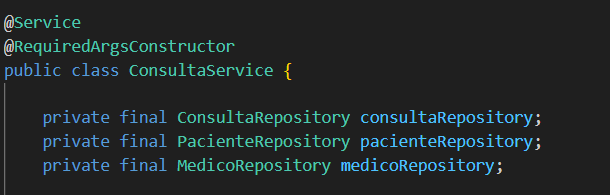 @Service
@RequiredArgsConstructor
public class ConsultaService {
private final ConsultaRepository consultaRepository;
private final PacienteRepository pacienteRepository;
private final MedicoRepository medicoRepository;